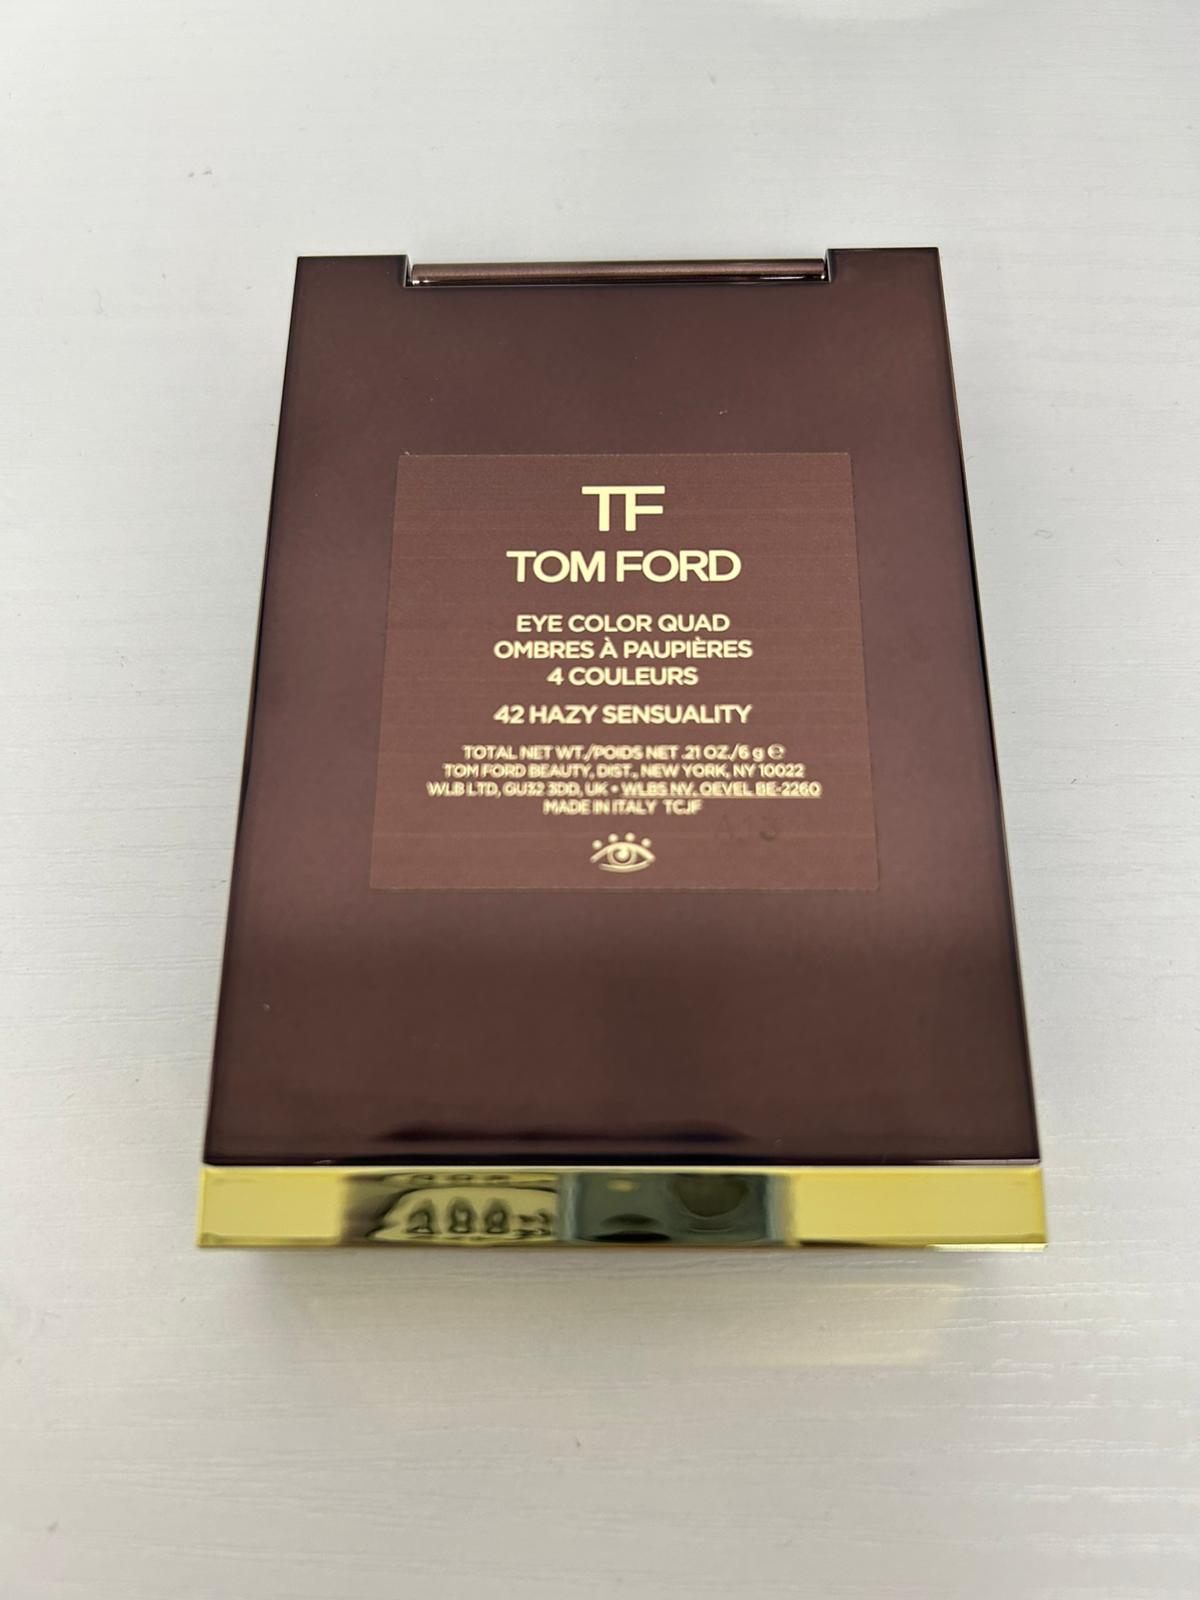 TF
TOM FORD
EYE COLOR QUAD
OMBRES À PAUPIÈRES
4 COULEURS
42 HAZY SENSUALITY
TOTAL NET WT./POIDS NET .21 OZ./6 g ℮
TOM FORD BEAUTY, DIST., NEW YORK, NY 10022
WLB LTD, GU32 3DD, UK • WLBS NV, OEVEL BE-2260
MADE IN ITALY TCJF
A13